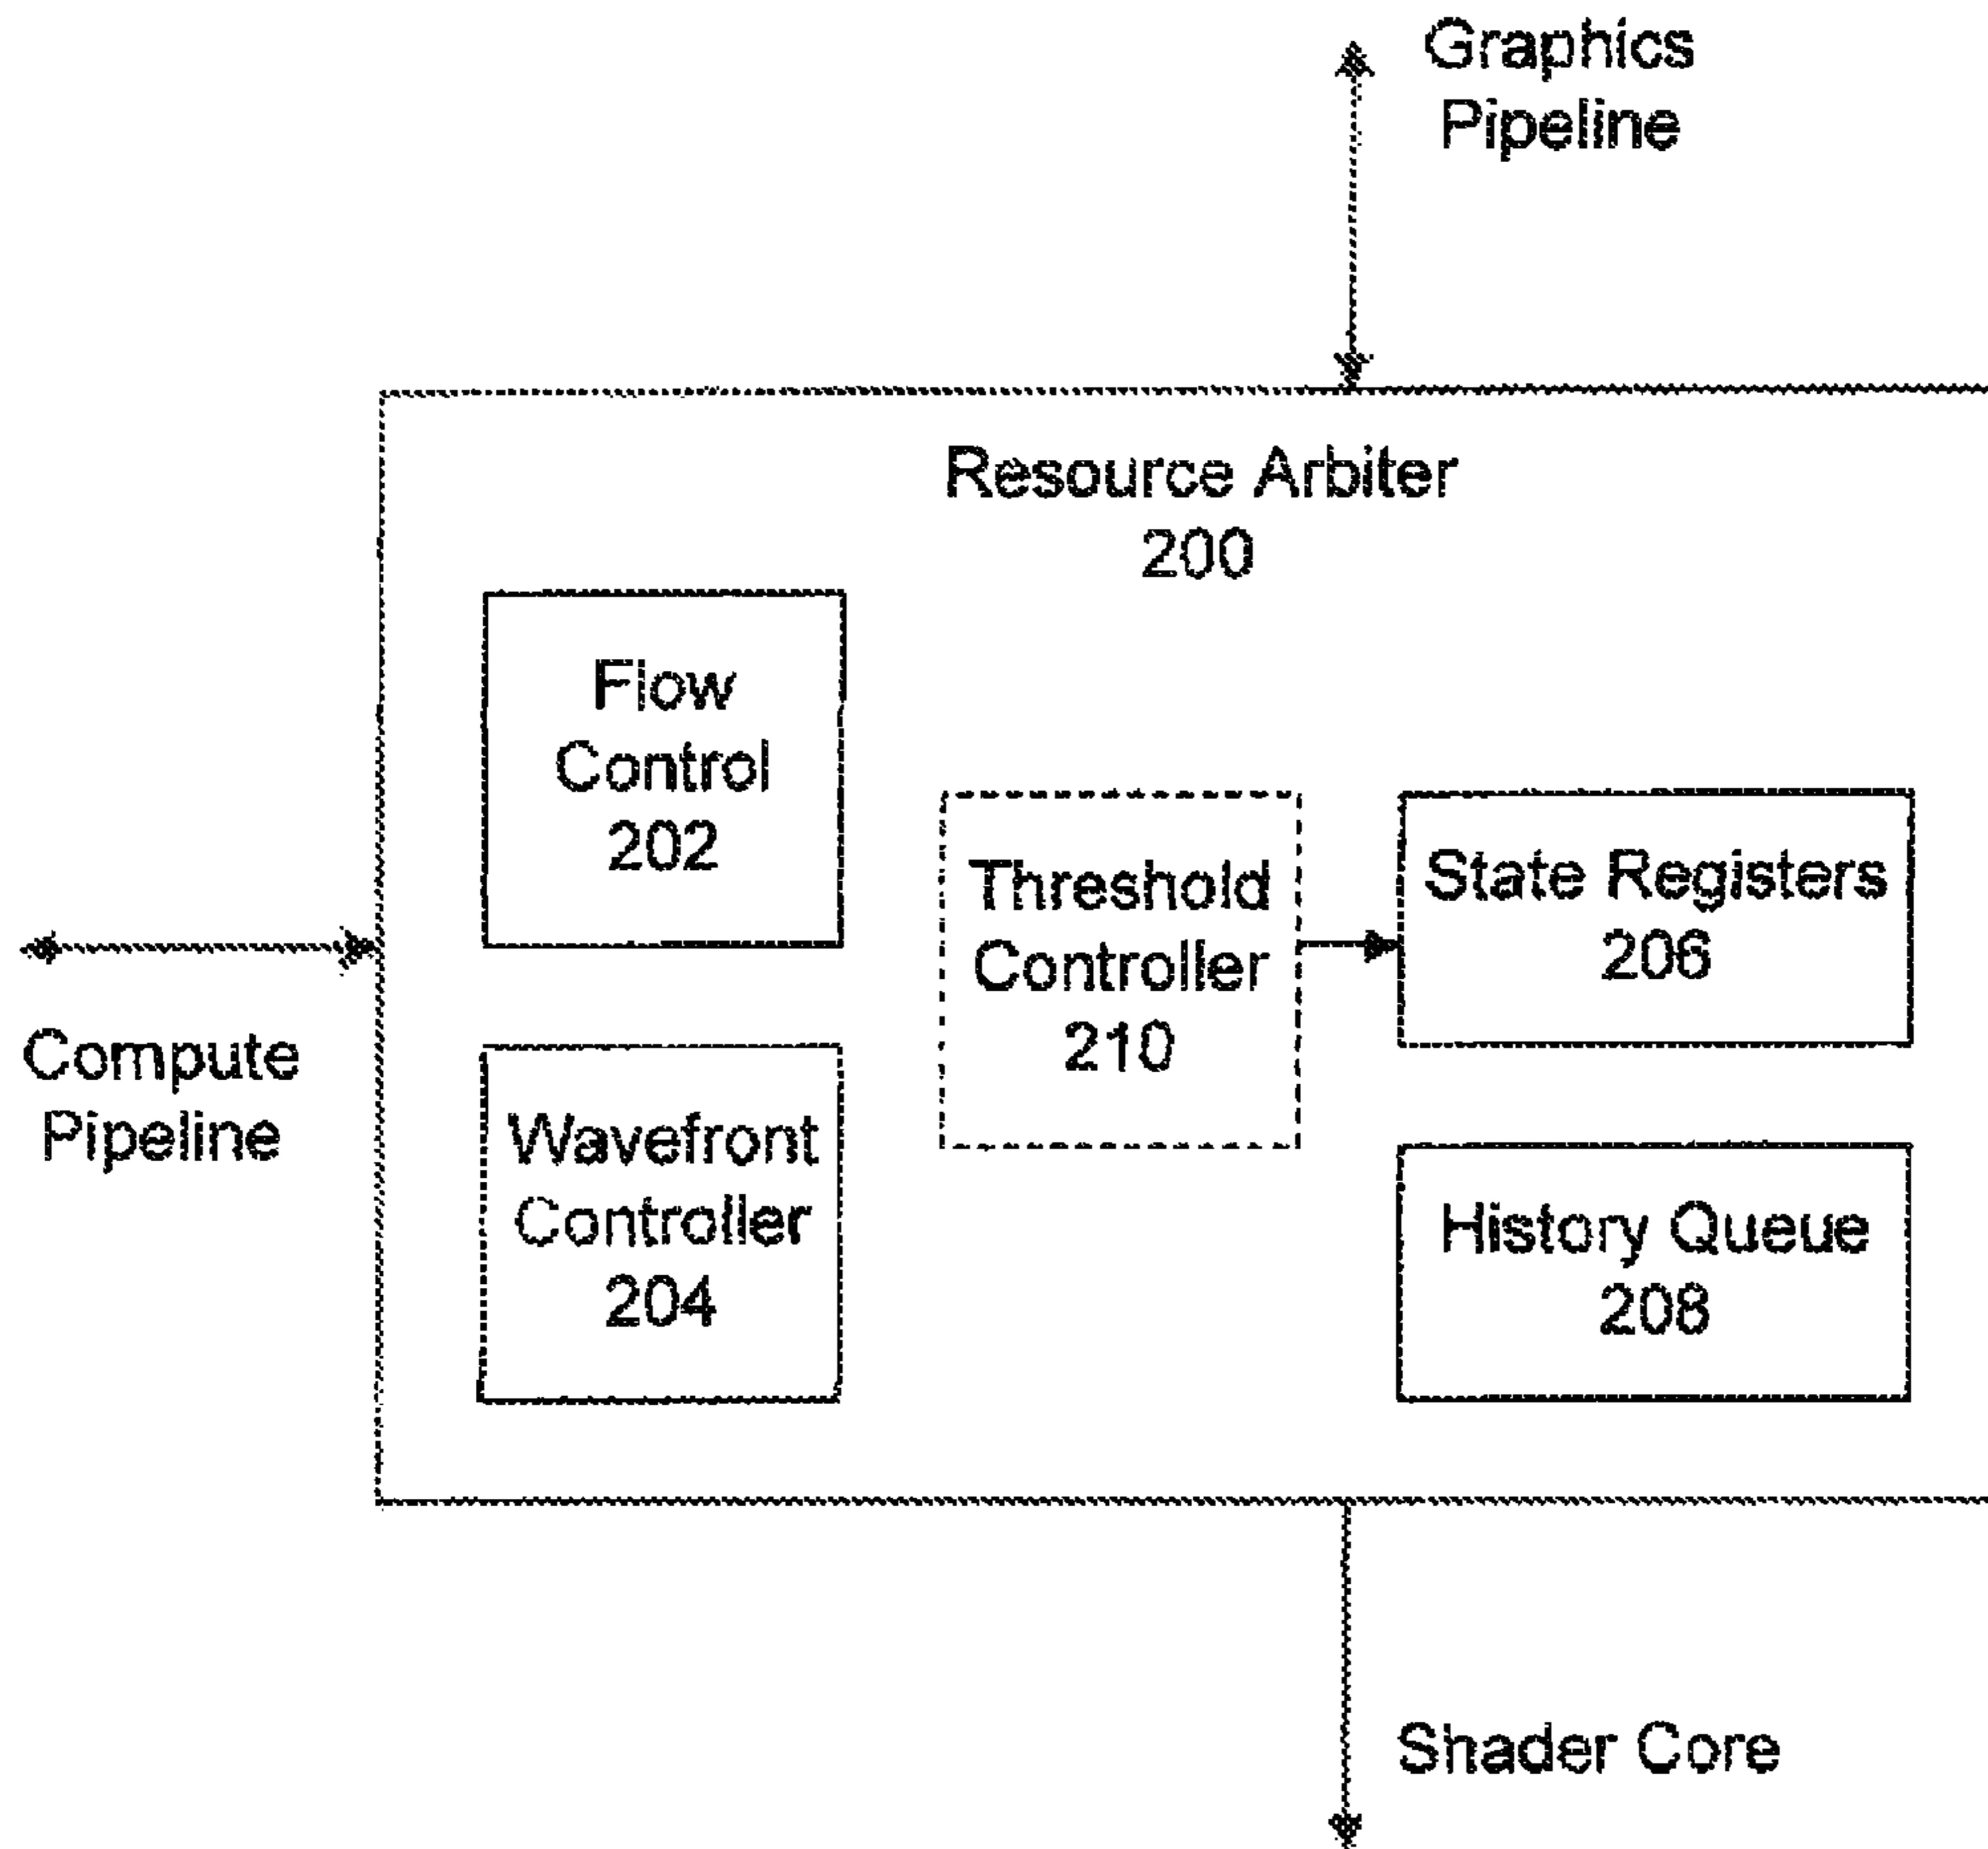 Graphics
Pipeline
Resource Arbiter
200
Flow
Control
202
Threshold
Controller
210
State Registers
206
Compute
Pipeline
Wavefront
Controller
204
History Queue
208
Shader Core